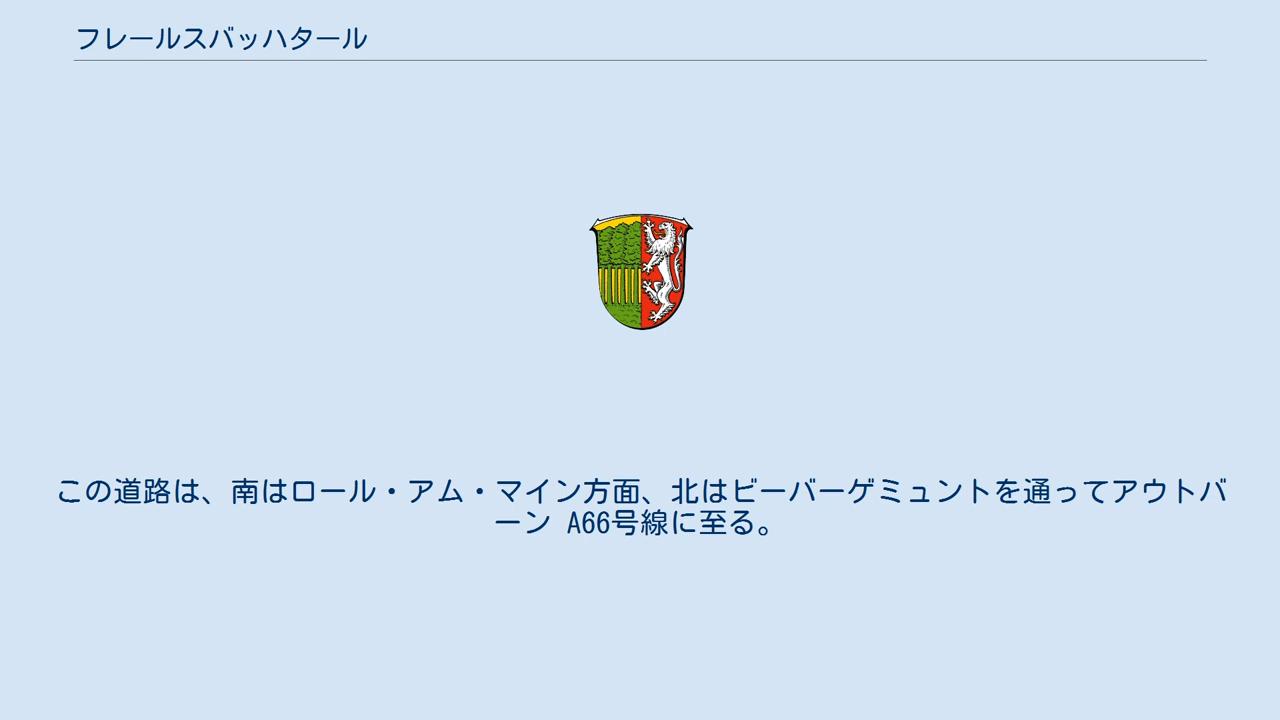 フレールスバッハタール
この道路は、南はロール・アム・マイン方面、北はビーバーゲミュントを通ってアウトバ
ーン A66号線に至る。